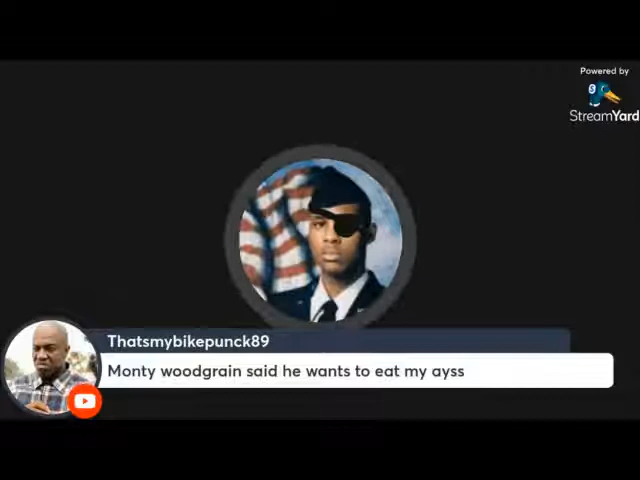 Powered by
StreamYard
Thatsmybikepunck89
Monty woodgrain said he wants to eat my ayss